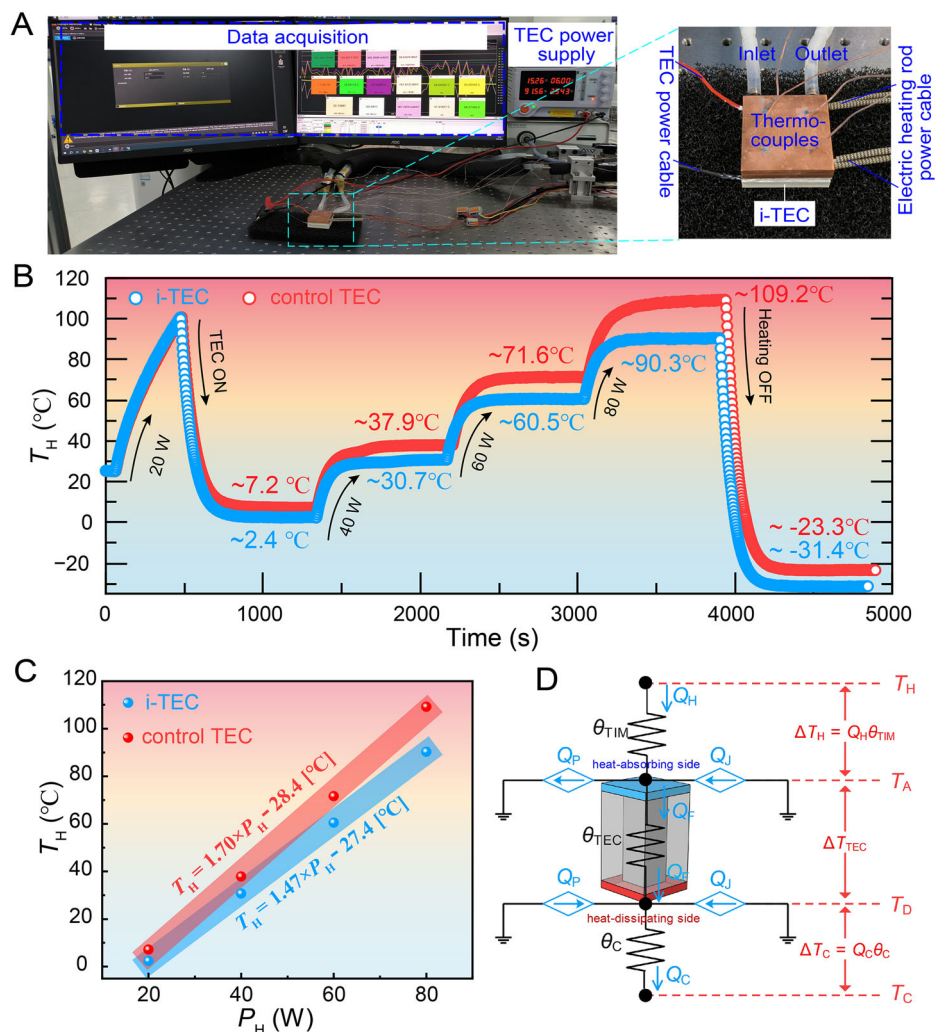 A
Data acquisition
TEC power
supply
TEC power cable
Inlet
Outlet
Thermo-
couples
Electric heating rod
power cable
i-TEC
B
i-TEC
control TEC
T_H (℃)
120
100
80
60
40
20
0
−20
20 W
TEC ON
~7.2 ℃
~2.4 ℃
40 W
~37.9℃
~30.7℃
60 W
~71.6℃
~60.5℃
80 W
~109.2℃
~90.3℃
Heating OFF
~ -23.3℃
~ -31.4℃
0
1000
2000
3000
4000
5000
Time (s)
C
i-TEC
control TEC
T_H (℃)
120
100
80
60
40
20
0
T_H = 1.70×P_H − 28.4 [℃]
T_H = 1.47×P_H − 27.4 [℃]
20
40
60
80
P_H (W)
D
Q_H
T_H
θ_TIM
ΔT_H = Q_Hθ_TIM
Q_P
heat-absorbing side
Q_J
T_A
Q_F
θ_TEC
ΔT_TEC
Q_P
Q_F
Q_J
T_D
heat-dissipating side
θ_C
ΔT_C = Q_Cθ_C
Q_C
T_C